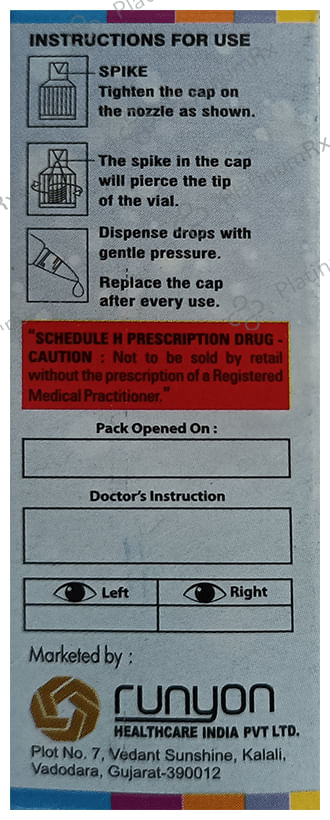 INSTRUCTIONS FOR USE
SPIKE
Tighten the cap on
the nozzle as shown.
The spike in the cap
will pierce the tip
of the vial.
Dispense drops with
gentle pressure.
Replace the cap
after every use.
"SCHEDULE H PRESCRIPTION DRUG -
CAUTION : Not to be sold by retail
without the prescription of a Registered
Medical Practitioner."
Pack Opened On :
Doctor's Instruction
Left Right
Marketed by :
runyon
HEALTHCARE INDIA PVT LTD.
Plot No. 7, Vedant Sunshine, Kalali,
Vadodara, Gujarat-390012